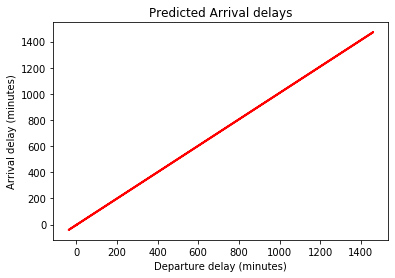 Predicted Arrival delays
Arrival delay (minutes)
1400
1200
1000
800
600
400
200
0
0 200 400 600 800 1000 1200 1400
Departure delay (minutes)